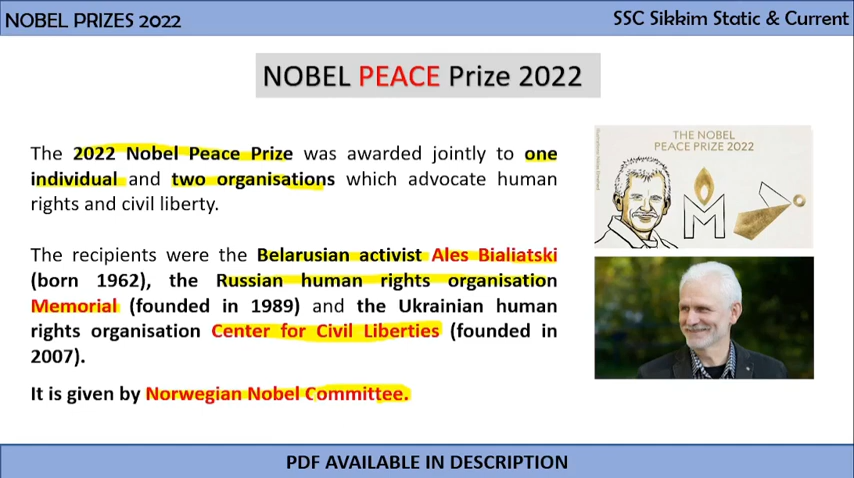 NOBEL PRIZES 2022
SSC Sikkim Static & Current
NOBEL PEACE Prize 2022
The 2022 Nobel Peace Prize was awarded jointly to one
individual and two organisations which advocate human
rights and civil liberty.
The recipients were the Belarusian activist Ales Bialiatski
(born 1962), the Russian human rights organisation
Memorial (founded in 1989) and the Ukrainian human
rights organisation Center for Civil Liberties (founded in
2007).
It is given by Norwegian Nobel Committee.
THE NOBEL
PEACE PRIZE 2022
PDF AVAILABLE IN DESCRIPTION